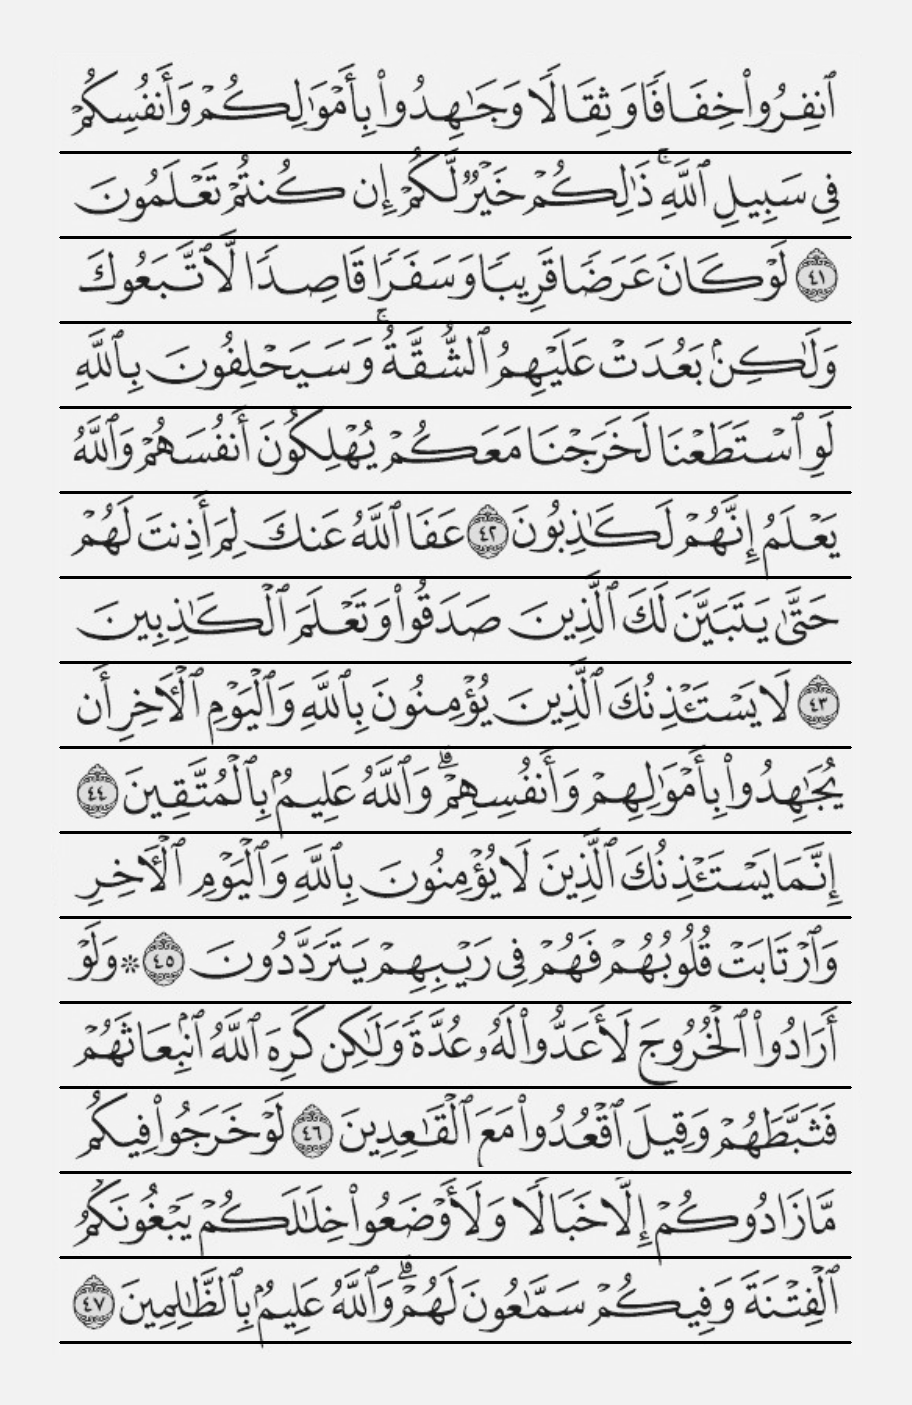 ٱنفِرُوا۟ خِفَافًا وَثِقَالًا وَجَـٰهِدُوا۟ بِأَمْوَٰلِكُمْ وَأَنفُسِكُمْ
فِى سَبِيلِ ٱللَّهِ ۚ ذَٰلِكُمْ خَيْرٌ لَّكُمْ إِن كُنتُمْ تَعْلَمُونَ
٤١ لَوْ كَانَ عَرَضًا قَرِيبًا وَسَفَرًا قَاصِدًا لَّٱتَّبَعُوكَ
وَلَـٰكِنۢ بَعُدَتْ عَلَيْهِمُ ٱلشُّقَّةُ ۚ وَسَيَحْلِفُونَ بِٱللَّهِ
لَوِ ٱسْتَطَعْنَا لَخَرَجْنَا مَعَكُمْ يُهْلِكُونَ أَنفُسَهُمْ وَٱللَّهُ
يَعْلَمُ إِنَّهُمْ لَكَـٰذِبُونَ ٤٢ عَفَا ٱللَّهُ عَنكَ لِمَ أَذِنتَ لَهُمْ
حَتَّىٰ يَتَبَيَّنَ لَكَ ٱلَّذِينَ صَدَقُوا۟ وَتَعْلَمَ ٱلْكَـٰذِبِينَ
٤٣ لَا يَسْتَـْٔذِنُكَ ٱلَّذِينَ يُؤْمِنُونَ بِٱللَّهِ وَٱلْيَوْمِ ٱلْـَٔاخِرِ أَن
يُجَـٰهِدُوا۟ بِأَمْوَٰلِهِمْ وَأَنفُسِهِمْ ۗ وَٱللَّهُ عَلِيمٌۢ بِٱلْمُتَّقِينَ ٤٤
إِنَّمَا يَسْتَـْٔذِنُكَ ٱلَّذِينَ لَا يُؤْمِنُونَ بِٱللَّهِ وَٱلْيَوْمِ ٱلْـَٔاخِرِ
وَٱرْتَابَتْ قُلُوبُهُمْ فَهُمْ فِى رَيْبِهِمْ يَتَرَدَّدُونَ ٤٥ * وَلَوْ
أَرَادُوا۟ ٱلْخُرُوجَ لَأَعَدُّوا۟ لَهُۥ عُدَّةً وَلَـٰكِن كَرِهَ ٱللَّهُ ٱنۢبِعَاثَهُمْ
فَثَبَّطَهُمْ وَقِيلَ ٱقْعُدُوا۟ مَعَ ٱلْقَـٰعِدِينَ ٤٦ لَوْ خَرَجُوا۟ فِيكُم
مَّا زَادُوكُمْ إِلَّا خَبَالًا وَلَأَوْضَعُوا۟ خِلَـٰلَكُمْ يَبْغُونَكُمُ
ٱلْفِتْنَةَ وَفِيكُمْ سَمَّـٰعُونَ لَهُمْ ۗ وَٱللَّهُ عَلِيمٌۢ بِٱلظَّـٰلِمِينَ ٤٧